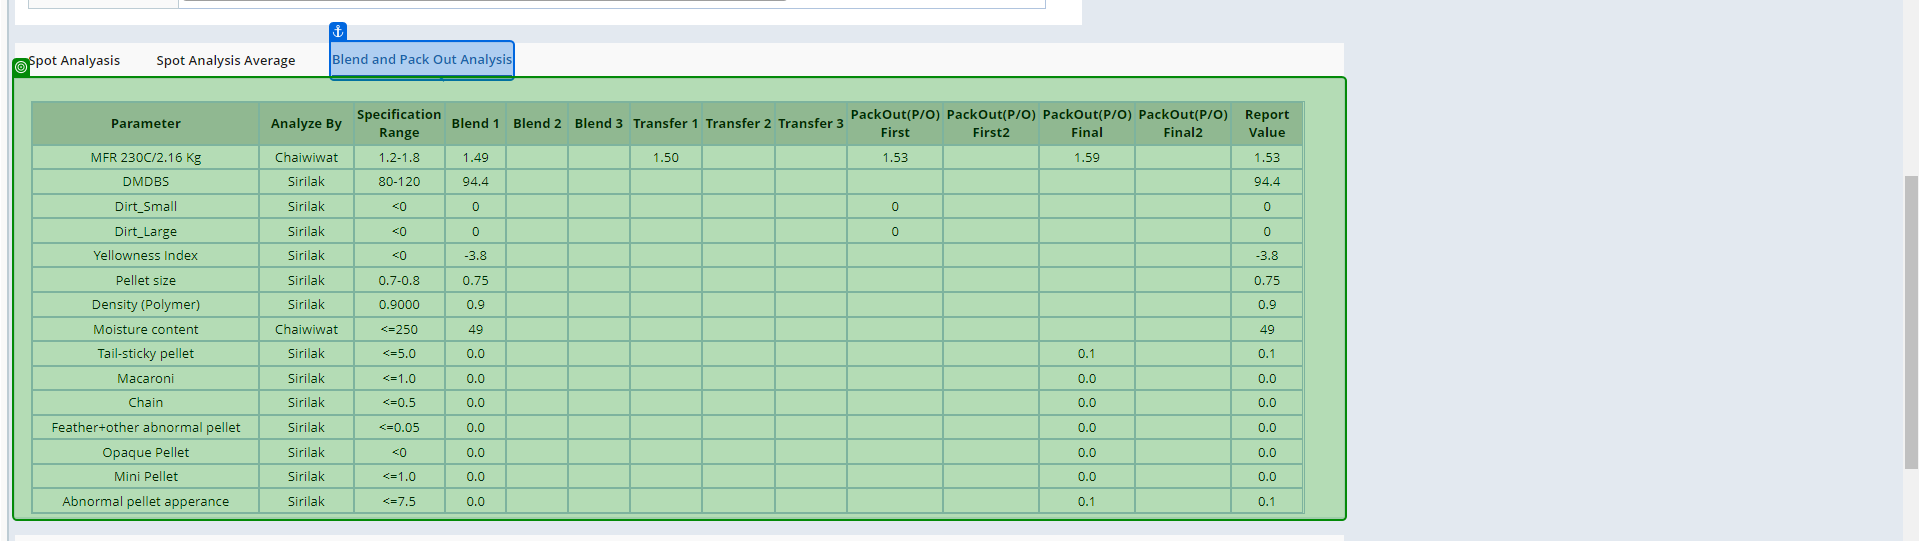 Spot Analyasis Spot Analysis Average Blend and Pack Out Analysis
Parameter Analyze By Specification Range Blend 1 Blend 2 Blend 3 Transfer 1 Transfer 2 Transfer 3 PackOut(P/O) First PackOut(P/O) First2 PackOut(P/O) Final PackOut(P/O) Final2 Report Value
MFR 230C/2.16 Kg Chaiwiwat 1.2-1.8 1.49 1.50 1.53 1.59 1.53
DMDBS Sirilak 80-120 94.4 94.4
Dirt_Small Sirilak <0 0 0 0
Dirt_Large Sirilak <0 0 0 0
Yellowness Index Sirilak <0 -3.8 -3.8
Pellet size Sirilak 0.7-0.8 0.75 0.75
Density (Polymer) Sirilak 0.9000 0.9 0.9
Moisture content Chaiwiwat <=250 49 49
Tail-sticky pellet Sirilak <=5.0 0.0 0.1 0.1
Macaroni Sirilak <=1.0 0.0 0.0 0.0
Chain Sirilak <=0.5 0.0 0.0 0.0
Feather+other abnormal pellet Sirilak <=0.05 0.0 0.0 0.0
Opaque Pellet Sirilak <0 0.0 0.0 0.0
Mini Pellet Sirilak <=1.0 0.0 0.0 0.0
Abnormal pellet apperance Sirilak <=7.5 0.0 0.1 0.1